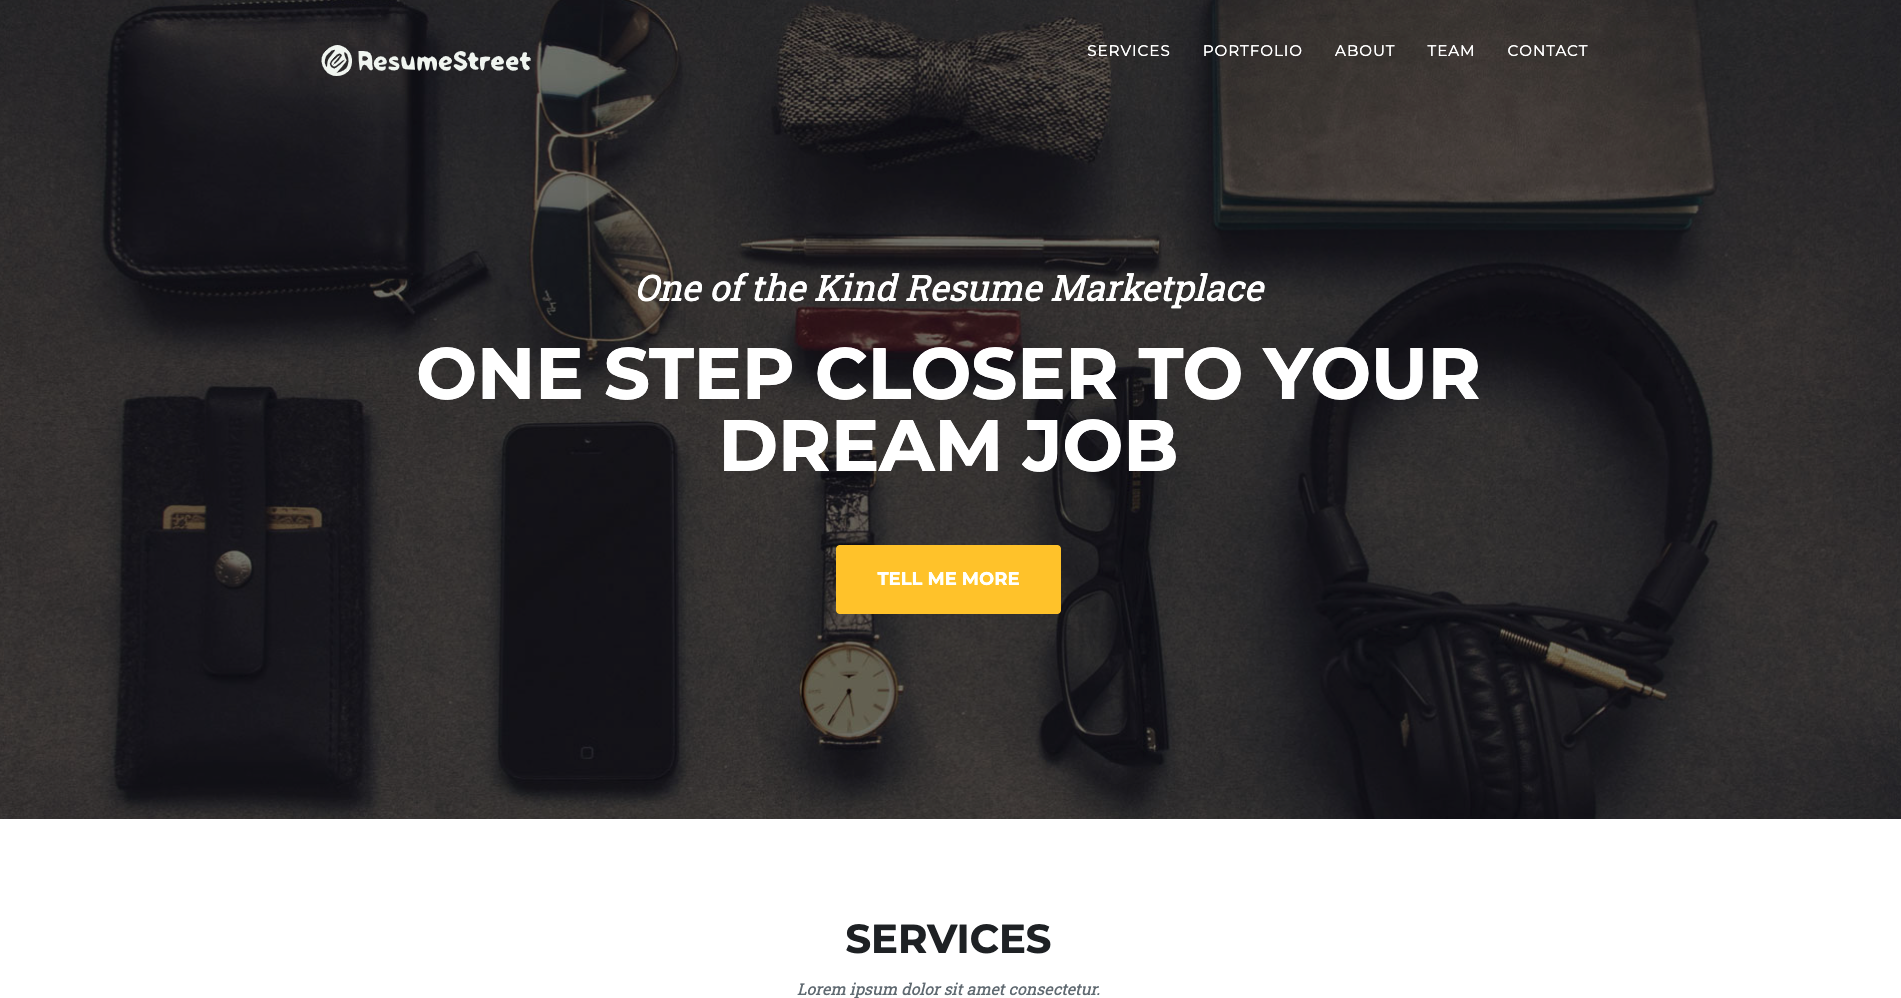 ResumeStreet
SERVICES PORTFOLIO ABOUT TEAM CONTACT
One of the Kind Resume Marketplace
ONE STEP CLOSER TO YOUR
DREAM JOB
TELL ME MORE
SERVICES
Lorem ipsum dolor sit amet consectetur.